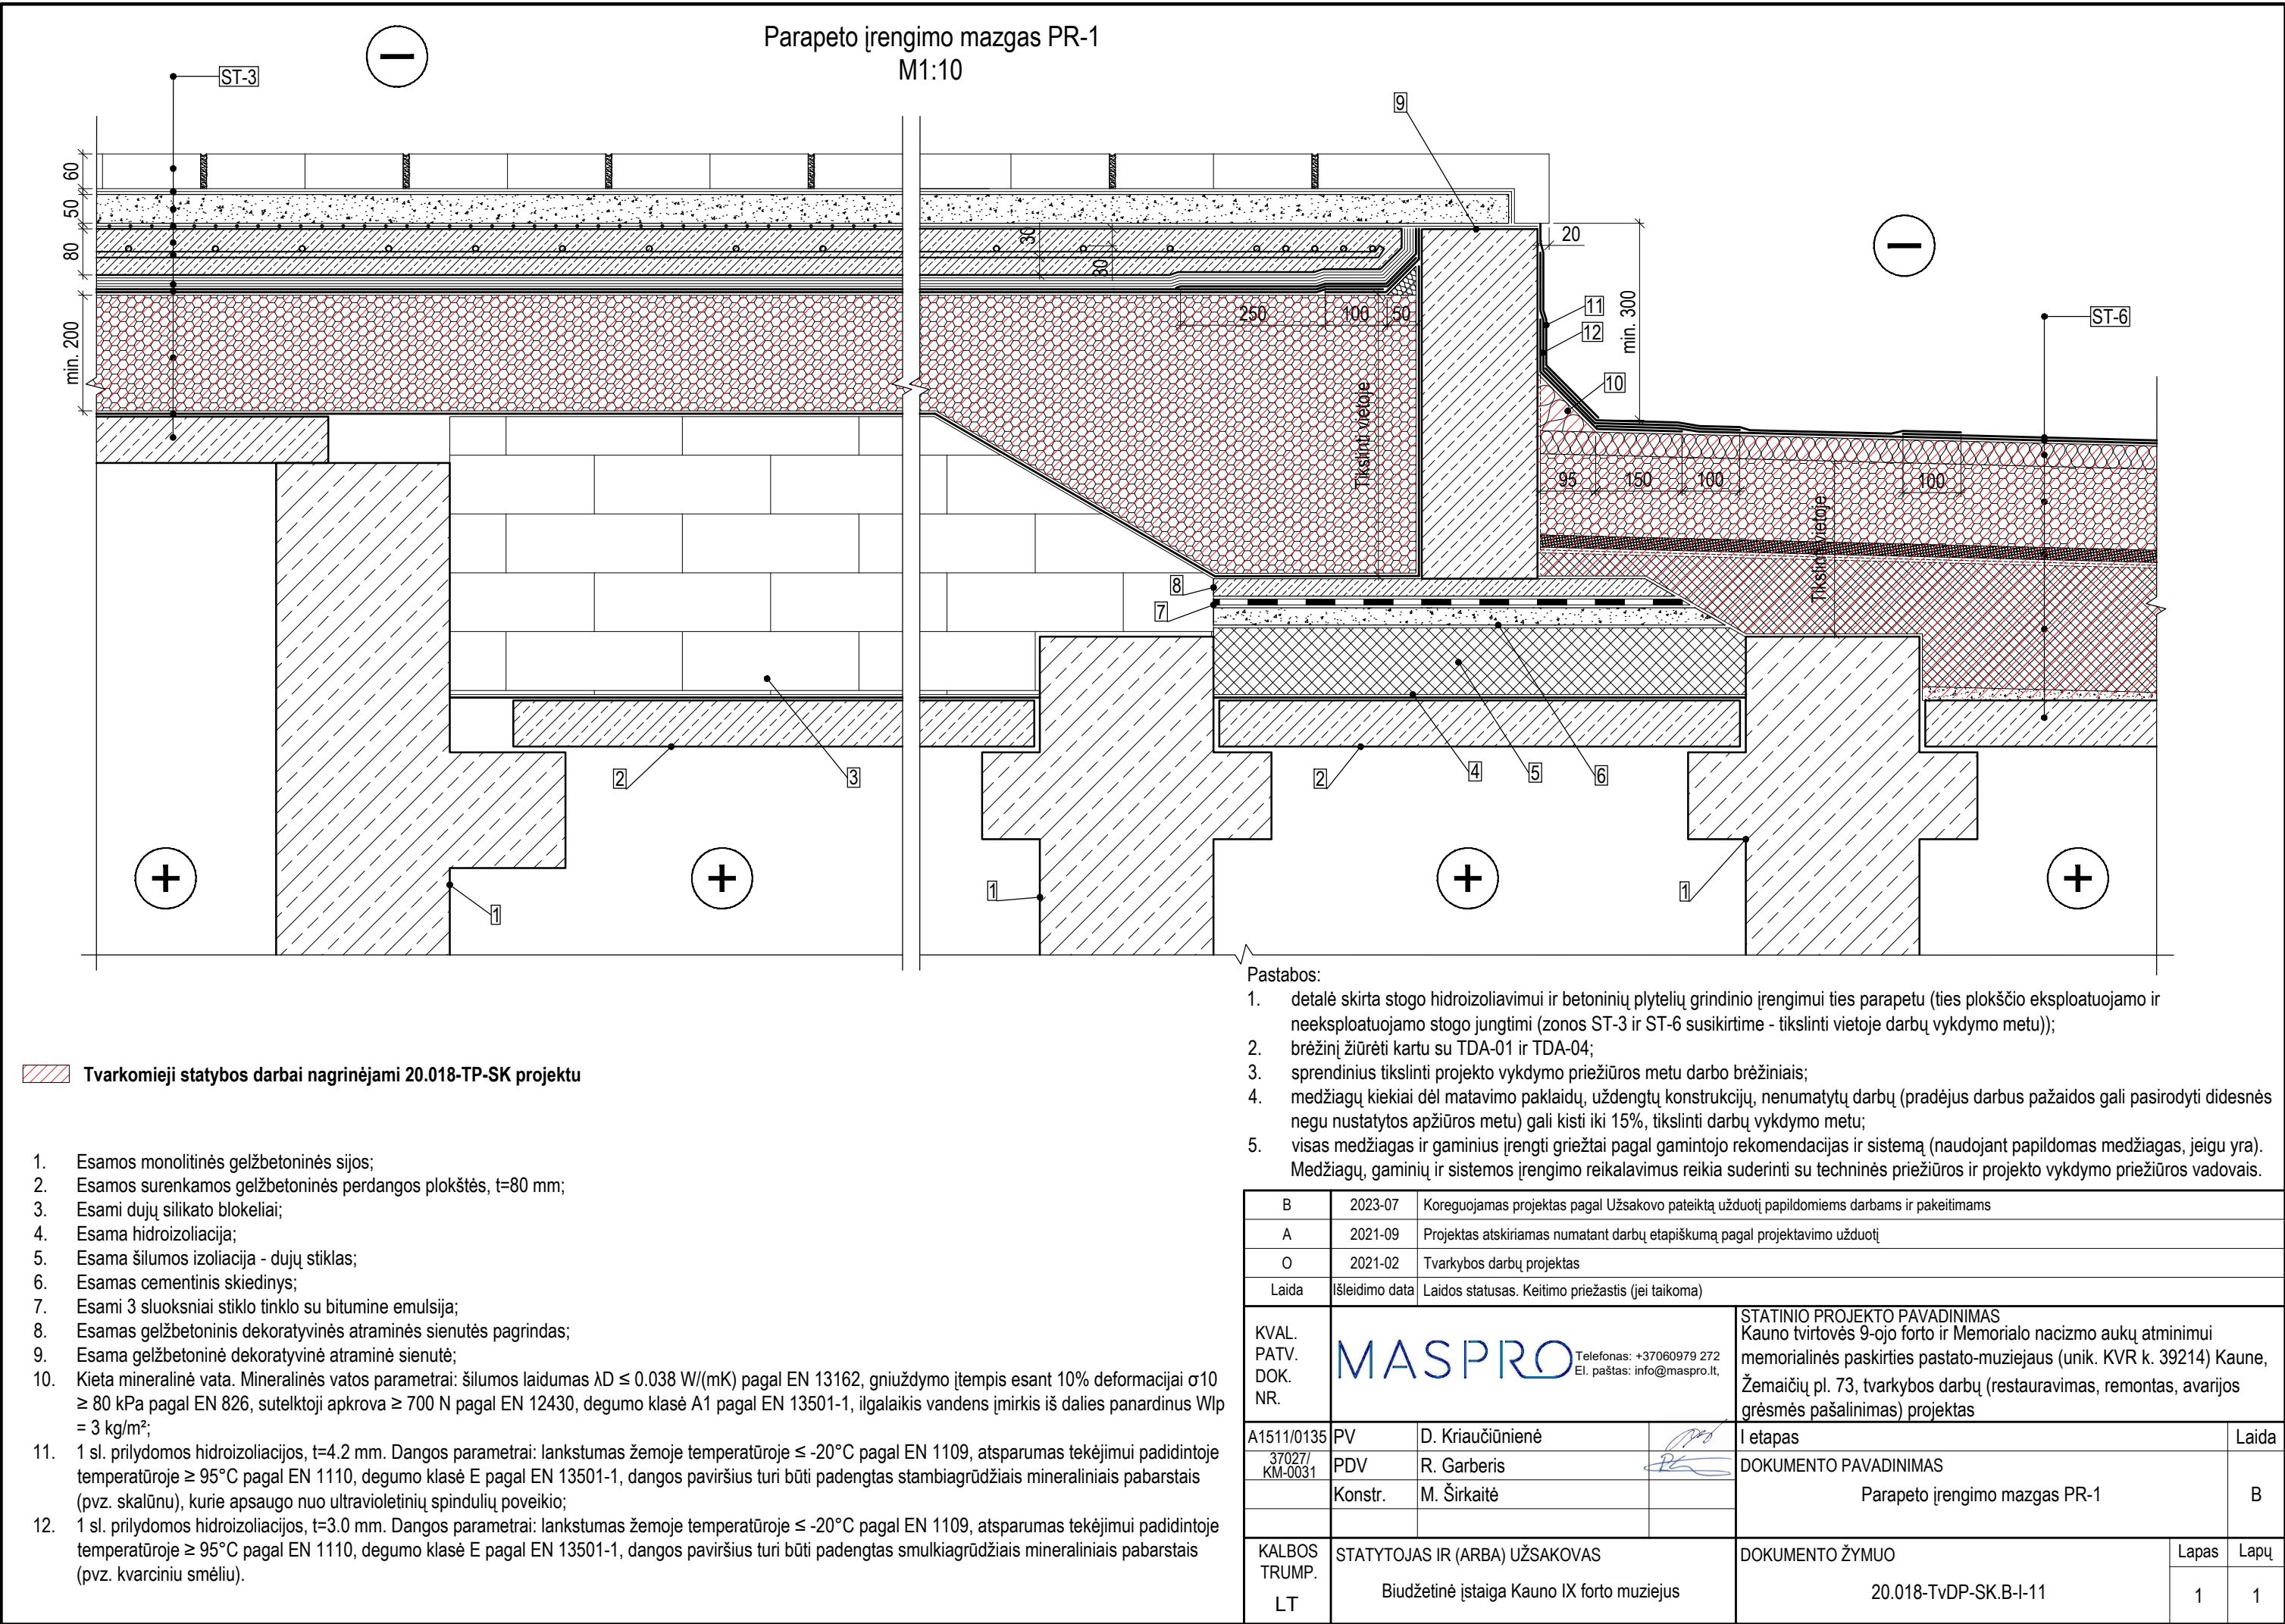 Parapeto įrengimo mazgas PR-1
M1:10
ST-3
9
60
50
80
min. 200
30
30
250
100
50
Tikslinti vietoje
20
min. 300
11
12
10
ST-6
95
150
100
100
Tikslinti vietoje
8
7
2
3
2
4
5
6
1
1
1
Tvarkomieji statybos darbai nagrinėjami 20.018-TP-SK projektu
1. Esamos monolitinės gelžbetoninės sijos;
2. Esamos surenkamos gelžbetoninės perdangos plokštės, t=80 mm;
3. Esami dujų silikato blokeliai;
4. Esama hidroizoliacija;
5. Esama šilumos izoliacija - dujų stiklas;
6. Esamas cementinis skiedinys;
7. Esami 3 sluoksniai stiklo tinklo su bitumine emulsija;
8. Esamas gelžbetoninis dekoratyvinės atraminės sienutės pagrindas;
9. Esama gelžbetoninė dekoratyvinė atraminė sienutė;
10. Kieta mineralinė vata. Mineralinės vatos parametrai: šilumos laidumas λD ≤ 0.038 W/(mK) pagal EN 13162, gniuždymo įtempis esant 10% deformacijai σ10
≥ 80 kPa pagal EN 826, sutelktoji apkrova ≥ 700 N pagal EN 12430, degumo klasė A1 pagal EN 13501-1, ilgalaikis vandens įmirkis iš dalies panardinus Wlp
= 3 kg/m²;
11. 1 sl. prilydomos hidroizoliacijos, t=4.2 mm. Dangos parametrai: lankstumas žemoje temperatūroje ≤ -20°C pagal EN 1109, atsparumas tekėjimui padidintoje
temperatūroje ≥ 95°C pagal EN 1110, degumo klasė E pagal EN 13501-1, dangos paviršius turi būti padengtas stambiagrūdžiais mineraliniais pabarstais
(pvz. skalūnu), kurie apsaugo nuo ultravioletinių spindulių poveikio;
12. 1 sl. prilydomos hidroizoliacijos, t=3.0 mm. Dangos parametrai: lankstumas žemoje temperatūroje ≤ -20°C pagal EN 1109, atsparumas tekėjimui padidintoje
temperatūroje ≥ 95°C pagal EN 1110, degumo klasė E pagal EN 13501-1, dangos paviršius turi būti padengtas smulkiagrūdžiais mineraliniais pabarstais
(pvz. kvarciniu smėliu).
Pastabos:
1. detalė skirta stogo hidroizoliavimui ir betoninių plytelių grindinio įrengimui ties parapetu (ties plokščio eksploatuojamo ir
neeksploatuojamo stogo jungtimi (zonos ST-3 ir ST-6 susikirtime - tikslinti vietoje darbų vykdymo metu));
2. brėžinį žiūrėti kartu su TDA-01 ir TDA-04;
3. sprendinius tikslinti projekto vykdymo priežiūros metu darbo brėžiniais;
4. medžiagų kiekiai dėl matavimo paklaidų, uždengtų konstrukcijų, nenumatytų darbų (pradėjus darbus pažaidos gali pasirodyti didesnės
negu nustatytos apžiūros metu) gali kisti iki 15%, tikslinti darbų vykdymo metu;
5. visas medžiagas ir gaminius įrengti griežtai pagal gamintojo rekomendacijas ir sistemą (naudojant papildomas medžiagas, jeigu yra).
Medžiagų, gaminių ir sistemos įrengimo reikalavimus reikia suderinti su techninės priežiūros ir projekto vykdymo priežiūros vadovais.
B 2023-07 Koreguojamas projektas pagal Užsakovo pateiktą užduotį papildomiems darbams ir pakeitimams
A 2021-09 Projektas atskiriamas numatant darbų etapiškumą pagal projektavimo užduotį
O 2021-02 Tvarkybos darbų projektas
Laida Išleidimo data Laidos statusas. Keitimo priežastis (jei taikoma)
KVAL.
PATV.
DOK.
NR.
MASPRO
Telefonas: +37060979 272
El. paštas: info@maspro.lt,
STATINIO PROJEKTO PAVADINIMAS
Kauno tvirtovės 9-ojo forto ir Memorialo nacizmo aukų atminimui
memorialinės paskirties pastato-muziejaus (unik. KVR k. 39214) Kaune,
Žemaičių pl. 73, tvarkybos darbų (restauravimas, remontas, avarijos
grėsmės pašalinimas) projektas
A1511/0135 PV D. Kriaučiūnienė
I etapas Laida
37027/
KM-0031
PDV R. Garberis
DOKUMENTO PAVADINIMAS
Konstr. M. Širkaitė
Parapeto įrengimo mazgas PR-1 B
KALBOS
TRUMP.
LT
STATYTOJAS IR (ARBA) UŽSAKOVAS
Biudžetinė įstaiga Kauno IX forto muziejus
DOKUMENTO ŽYMUO
20.018-TvDP-SK.B-I-11
Lapas Lapų
1 1